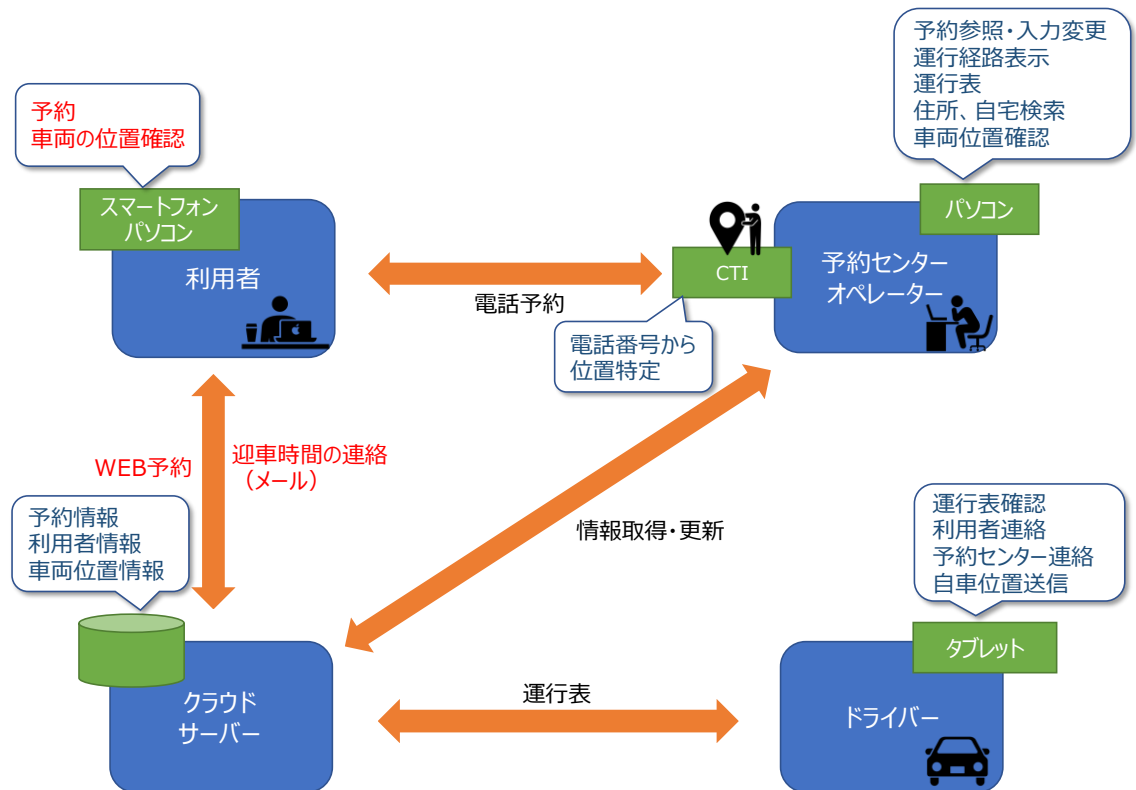 予約
車両の位置確認
スマートフォン
パソコン
利用者
電話予約
予約参照・入力変更
運行経路表示
運行表
住所、自宅検索
車両位置確認
パソコン
CTI
予約センター
オペレーター
電話番号から
位置特定
WEB予約
迎車時間の連絡
（メール）
情報取得・更新
予約情報
利用者情報
車両位置情報
クラウド
サーバー
運行表
運行表確認
利用者連絡
予約センター連絡
自車位置送信
タブレット
ドライバー